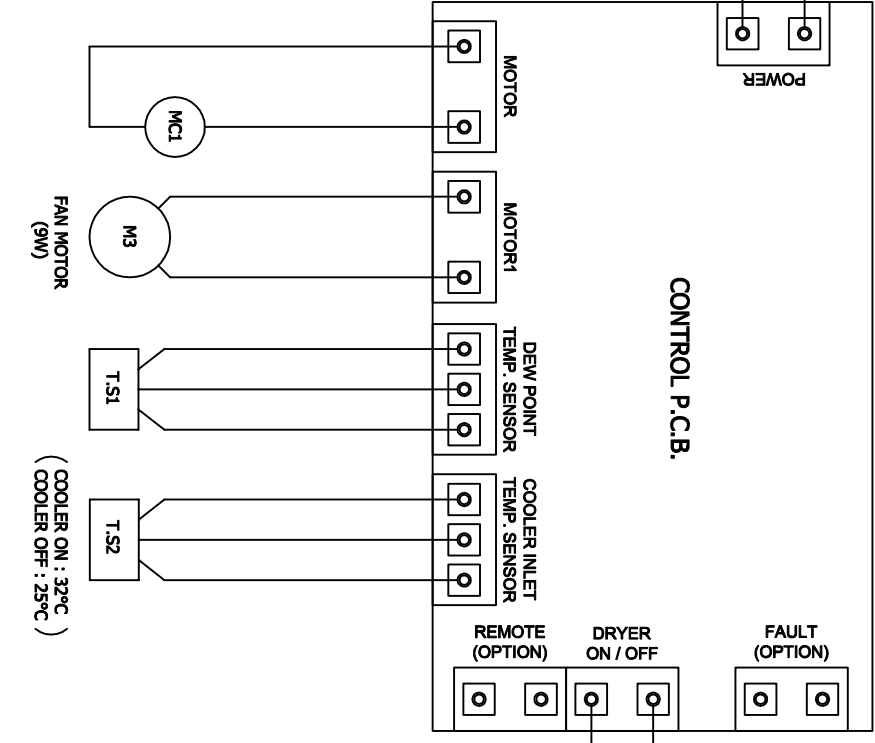 POWER
MOTOR
MC1
MOTOR1
M3
FAN MOTOR
(9W)
CONTROL P.C.B.
DEW POINT
TEMP. SENSOR
T.S1
COOLER INLET
TEMP. SENSOR
T.S2
( COOLER ON : 32°C
COOLER OFF : 25°C )
REMOTE
(OPTION)
DRYER
ON / OFF
FAULT
(OPTION)